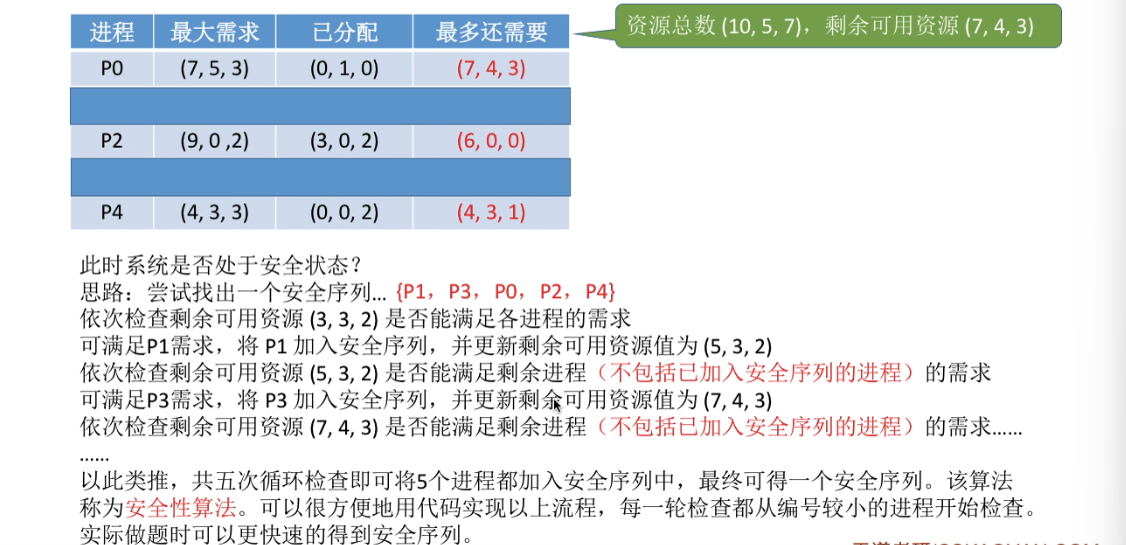 进程 最大需求 已分配 最多还需要
资源总数 (10, 5, 7)，剩余可用资源 (7, 4, 3)
P0 (7, 5, 3) (0, 1, 0) (7, 4, 3)
P2 (9, 0 ,2) (3, 0, 2) (6, 0, 0)
P4 (4, 3, 3) (0, 0, 2) (4, 3, 1)
此时系统是否处于安全状态？
思路：尝试找出一个安全序列... {P1，P3，P0，P2，P4}
依次检查剩余可用资源 (3, 3, 2) 是否能满足各进程的需求
可满足P1需求，将 P1 加入安全序列，并更新剩余可用资源值为 (5, 3, 2)
依次检查剩余可用资源 (5, 3, 2) 是否能满足剩余进程（不包括已加入安全序列的进程）的需求
可满足P3需求，将 P3 加入安全序列，并更新剩余可用资源值为 (7, 4, 3)
依次检查剩余可用资源 (7, 4, 3) 是否能满足剩余进程（不包括已加入安全序列的进程）的需求......
......
以此类推，共五次循环检查即可将5个进程都加入安全序列中，最终可得一个安全序列。该算法
称为安全性算法。可以很方便地用代码实现以上流程，每一轮检查都从编号较小的进程开始检查。
实际做题时可以更快速的得到安全序列。